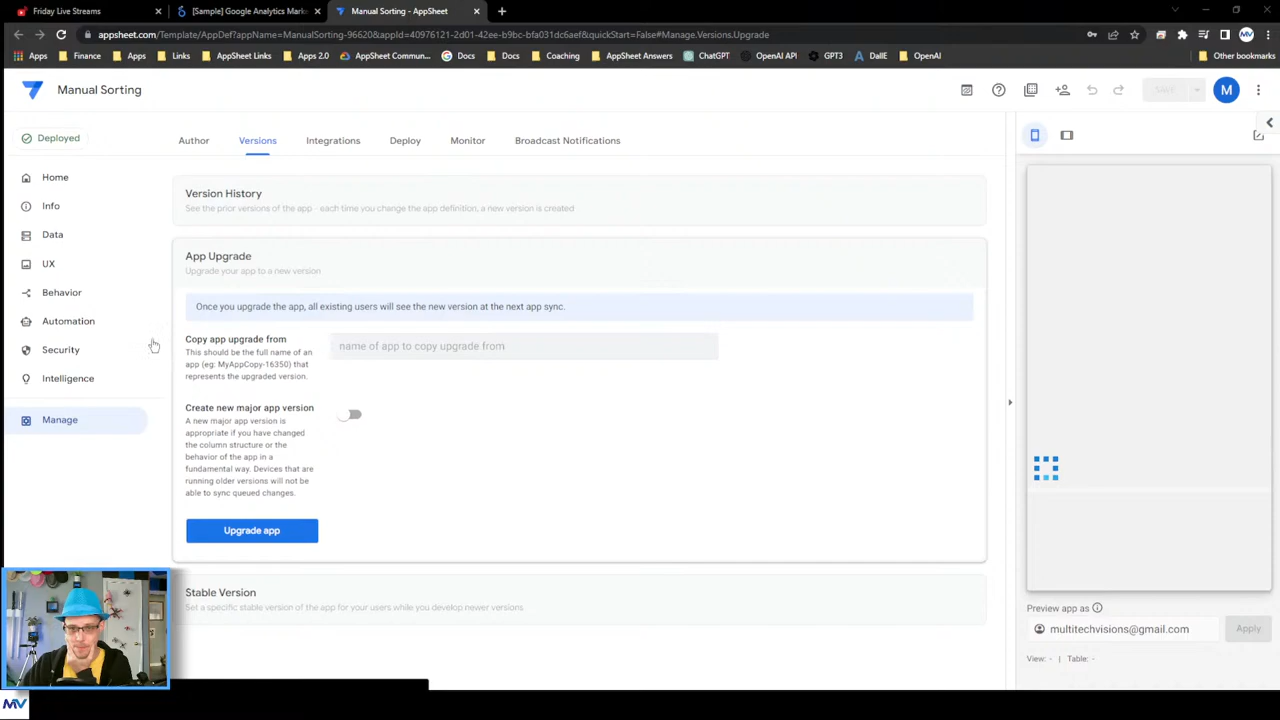 Friday Live Streams
[Sample] Google Analytics Mark
Manual Sorting - AppSheet
appsheet.com/Template/AppDef?appName=ManualSorting-96620&appId=40976121-2d01-42ee-b9bc-bfa031dc6aef&quickStart=False#Manage.Versions.Upgrade
Apps
Finance
Apps
Links
AppSheet Links
Apps 2.0
AppSheet Commun...
Docs
Docs
Coaching
AppSheet Answers
ChatGPT
OpenAI API
GPT3
DallE
OpenAI
Other bookmarks
Manual Sorting
Save
M
Deployed
Author
Versions
Integrations
Deploy
Monitor
Broadcast Notifications
Home
Info
Data
UX
Behavior
Automation
Security
Intelligence
Manage
Version History
See the prior versions of the app - each time you change the app definition, a new version is created
App Upgrade
Upgrade your app to a new version
Once you upgrade the app, all existing users will see the new version at the next app sync.
Copy app upgrade from
This should be the full name of an
app (eg: MyAppCopy-16350) that
represents the upgraded version.
name of app to copy upgrade from
Create new major app version
A new major app version is
appropriate if you have changed
the column structure or the
behavior of the app in a
fundamental way. Devices that are
running older versions will not be
able to sync queued changes.
Upgrade app
Stable Version
Set a specific stable version of the app for your users while you develop newer versions
Preview app as
multitechvisions@gmail.com
Apply
View: -
Table: -
MV